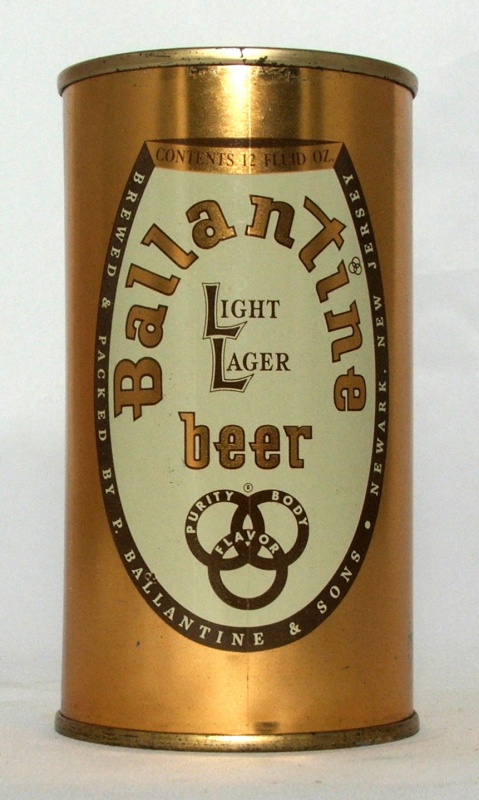 CONTENTS 12 FLUID OZ.
Ballantine
LIGHT
LAGER
beer
PURITY BODY
FLAVOR
BREWED & PACKED BY P. BALLANTINE & SONS • NEWARK, NEW JERSEY
®